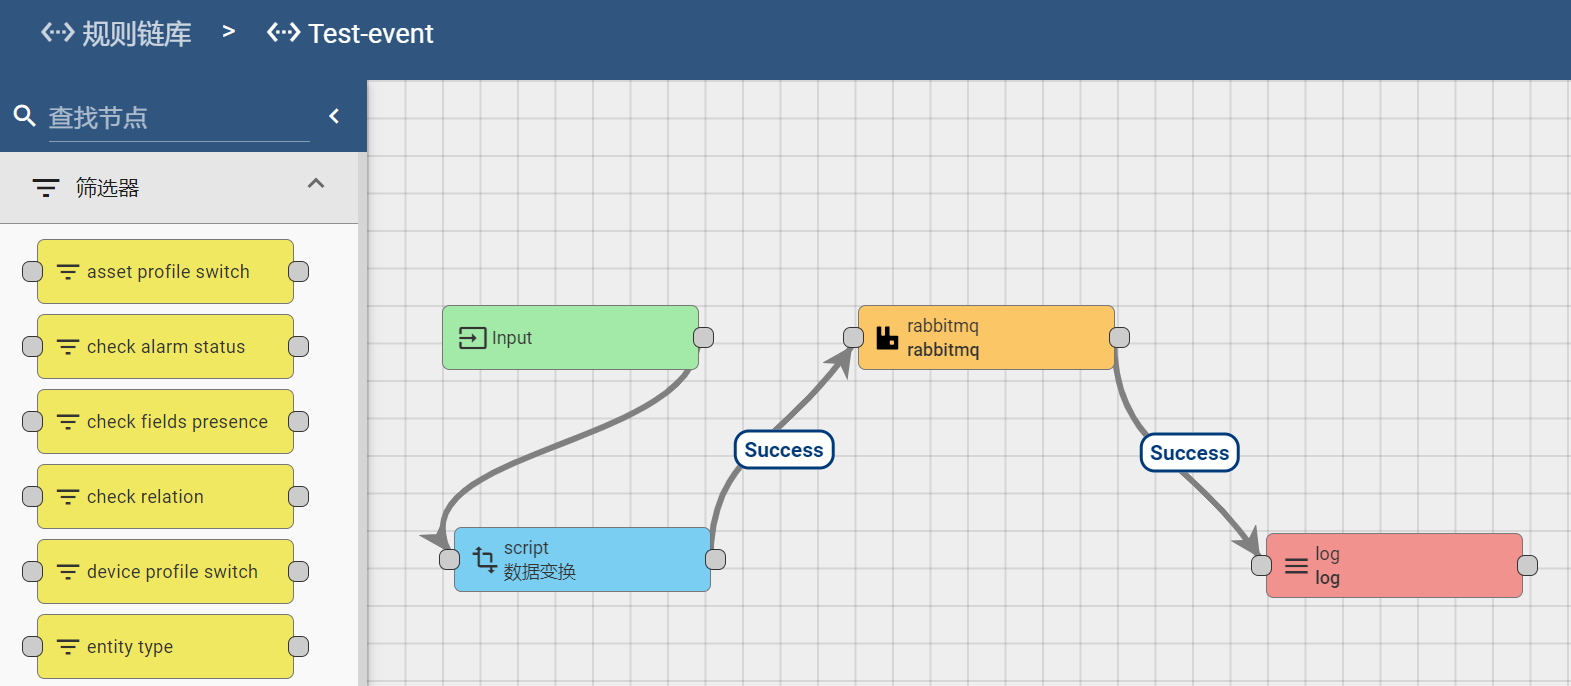 规则链库 > Test-event
查找节点
筛选器
asset profile switch
check alarm status
check fields presence
check relation
device profile switch
entity type
Input
rabbitmq
rabbitmq
Success
Success
script
数据变换
log
log